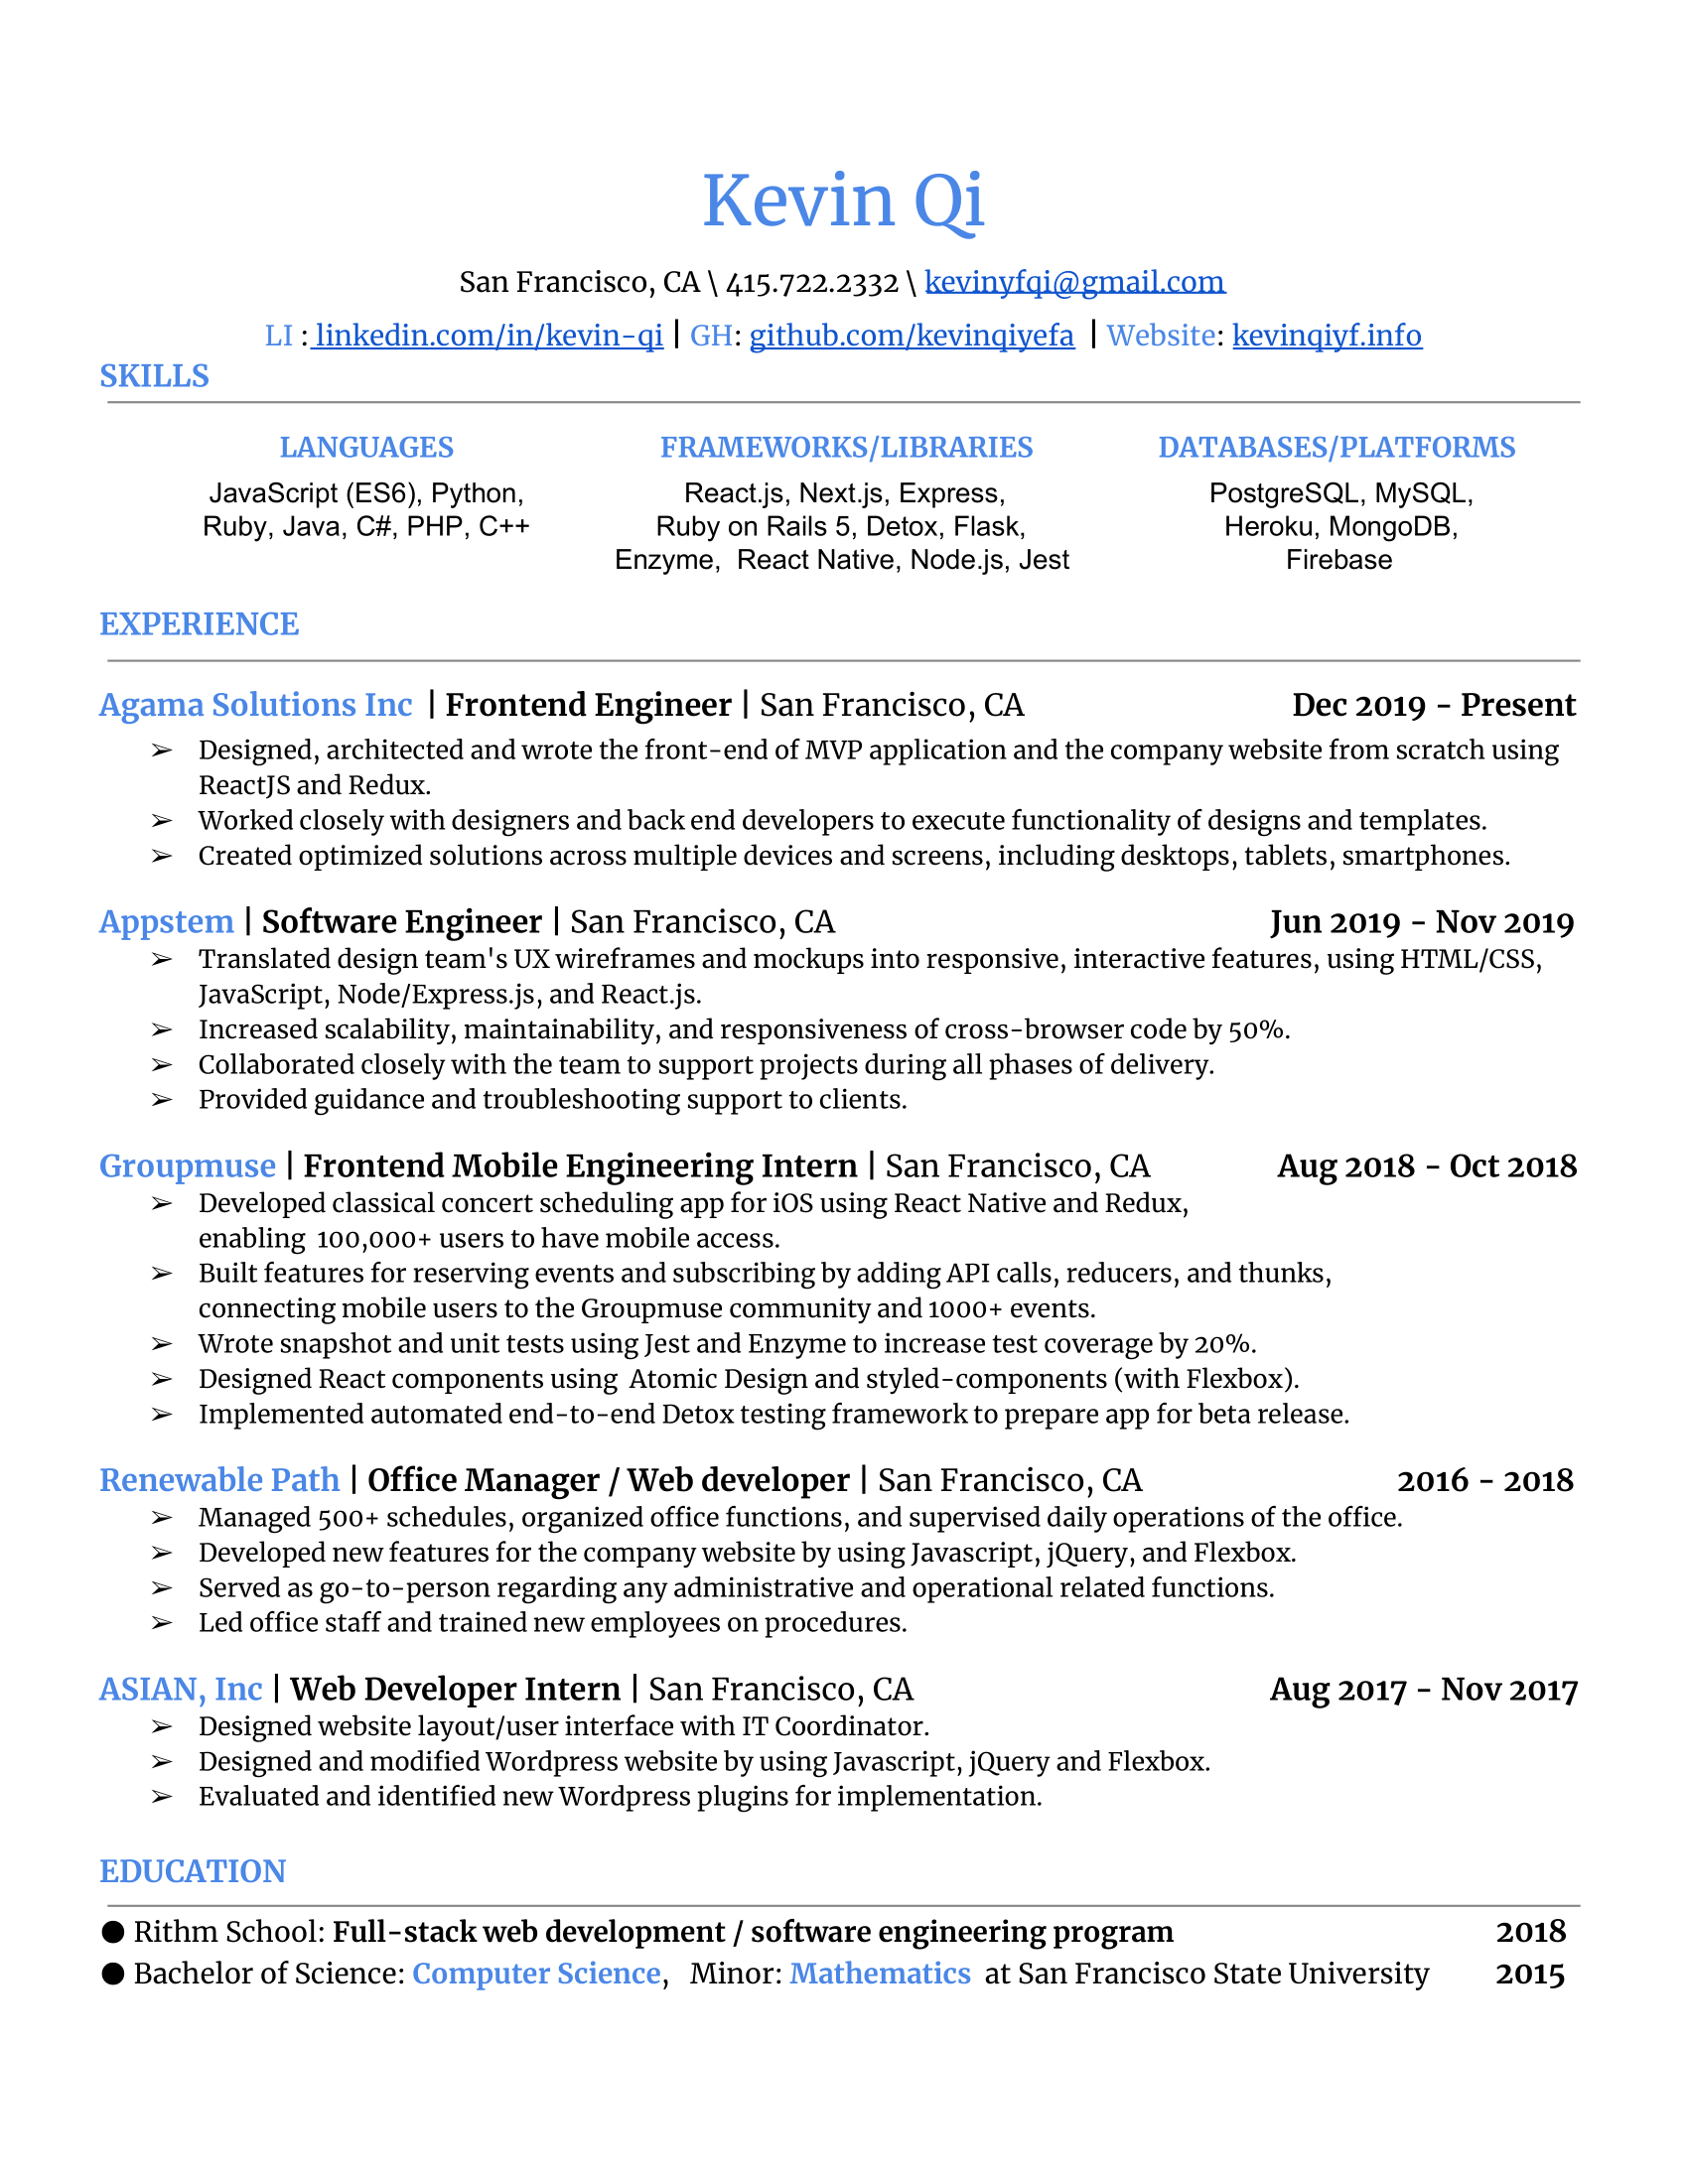 Kevin Qi
San Francisco, CA \ 415.722.2332 \ kevinyfqi@gmail.com
LI : linkedin.com/in/kevin-qi | GH: github.com/kevinqiyefa | Website: kevinqiyf.info
SKILLS
LANGUAGES
JavaScript (ES6), Python,
Ruby, Java, C#, PHP, C++
FRAMEWORKS/LIBRARIES
React.js, Next.js, Express,
Ruby on Rails 5, Detox, Flask,
Enzyme, React Native, Node.js, Jest
DATABASES/PLATFORMS
PostgreSQL, MySQL,
Heroku, MongoDB,
Firebase
EXPERIENCE
Agama Solutions Inc | Frontend Engineer | San Francisco, CA Dec 2019 - Present
➢ Designed, architected and wrote the front-end of MVP application and the company website from scratch using
ReactJS and Redux.
➢ Worked closely with designers and back end developers to execute functionality of designs and templates.
➢ Created optimized solutions across multiple devices and screens, including desktops, tablets, smartphones.
Appstem | Software Engineer | San Francisco, CA Jun 2019 - Nov 2019
➢ Translated design team's UX wireframes and mockups into responsive, interactive features, using HTML/CSS,
JavaScript, Node/Express.js, and React.js.
➢ Increased scalability, maintainability, and responsiveness of cross-browser code by 50%.
➢ Collaborated closely with the team to support projects during all phases of delivery.
➢ Provided guidance and troubleshooting support to clients.
Groupmuse | Frontend Mobile Engineering Intern | San Francisco, CA Aug 2018 - Oct 2018
➢ Developed classical concert scheduling app for iOS using React Native and Redux,
enabling 100,000+ users to have mobile access.
➢ Built features for reserving events and subscribing by adding API calls, reducers, and thunks,
connecting mobile users to the Groupmuse community and 1000+ events.
➢ Wrote snapshot and unit tests using Jest and Enzyme to increase test coverage by 20%.
➢ Designed React components using Atomic Design and styled-components (with Flexbox).
➢ Implemented automated end-to-end Detox testing framework to prepare app for beta release.
Renewable Path | Office Manager / Web developer | San Francisco, CA 2016 - 2018
➢ Managed 500+ schedules, organized office functions, and supervised daily operations of the office.
➢ Developed new features for the company website by using Javascript, jQuery, and Flexbox.
➢ Served as go-to-person regarding any administrative and operational related functions.
➢ Led office staff and trained new employees on procedures.
ASIAN, Inc | Web Developer Intern | San Francisco, CA Aug 2017 - Nov 2017
➢ Designed website layout/user interface with IT Coordinator.
➢ Designed and modified Wordpress website by using Javascript, jQuery and Flexbox.
➢ Evaluated and identified new Wordpress plugins for implementation.
EDUCATION
● Rithm School: Full-stack web development / software engineering program 2018
● Bachelor of Science: Computer Science, Minor: Mathematics at San Francisco State University 2015